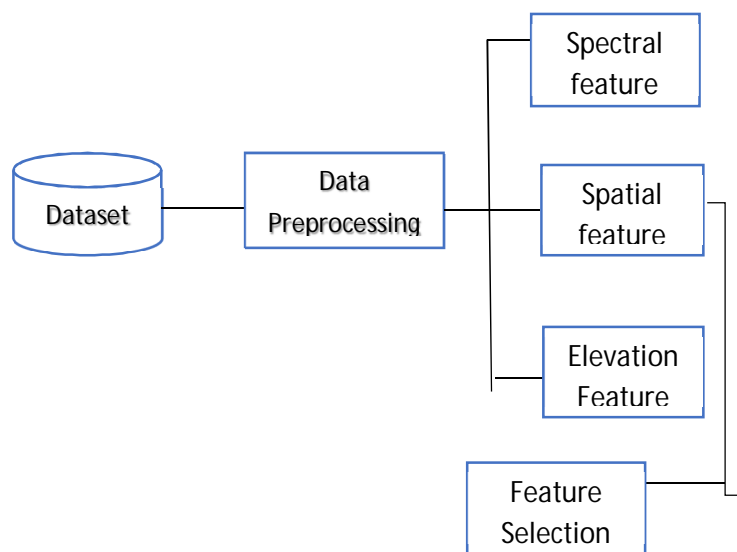 Dataset
Data
Preprocessing
Spectral
feature
Spatial
feature
Elevation
Feature
Feature
Selection